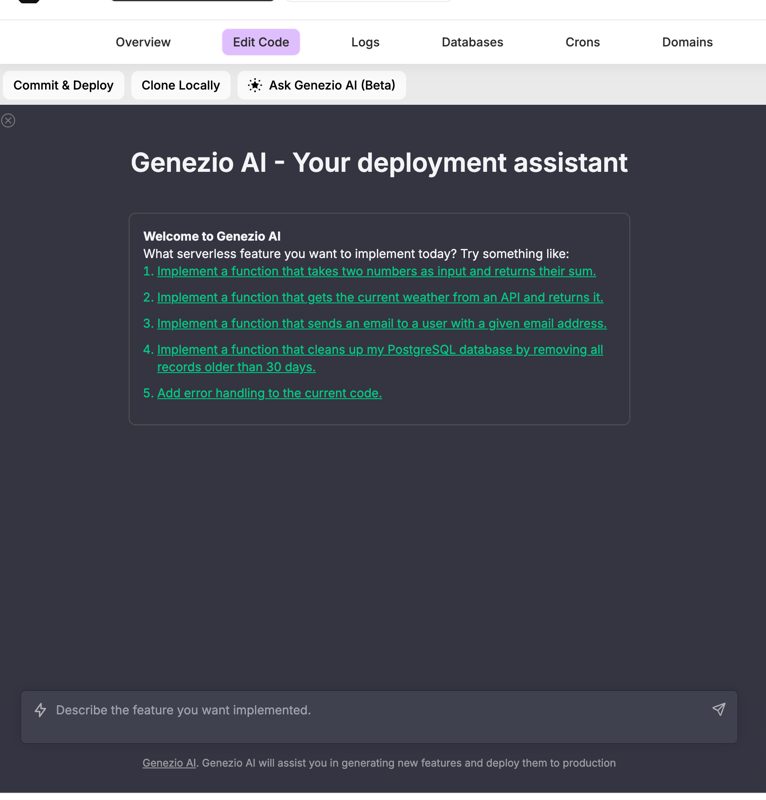 Overview Edit Code Logs Databases Crons Domains
Commit & Deploy Clone Locally Ask Genezio AI (Beta)
Genezio AI - Your deployment assistant
Welcome to Genezio AI
What serverless feature you want to implement today? Try something like:
1. Implement a function that takes two numbers as input and returns their sum.
2. Implement a function that gets the current weather from an API and returns it.
3. Implement a function that sends an email to a user with a given email address.
4. Implement a function that cleans up my PostgreSQL database by removing all
records older than 30 days.
5. Add error handling to the current code.
Describe the feature you want implemented.
Genezio AI. Genezio AI will assist you in generating new features and deploy them to production